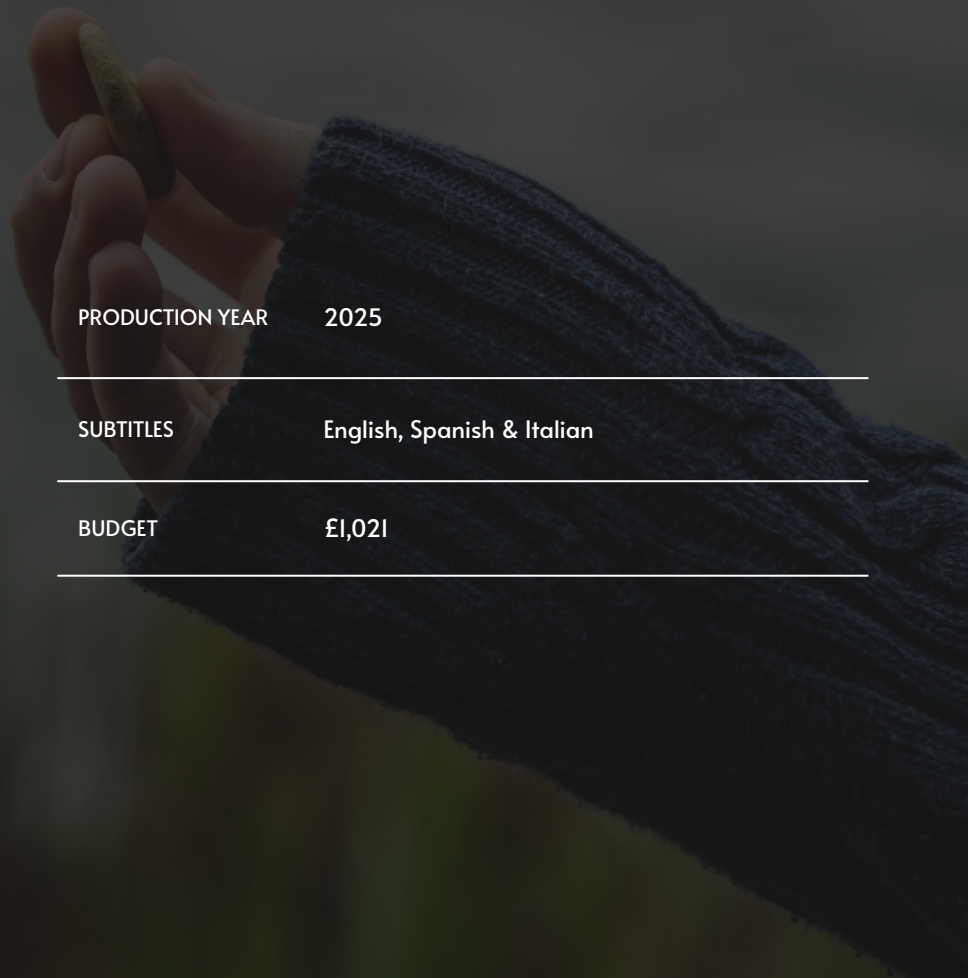 PRODUCTION YEAR 2025
SUBTITLES English, Spanish & Italian
BUDGET £1,021